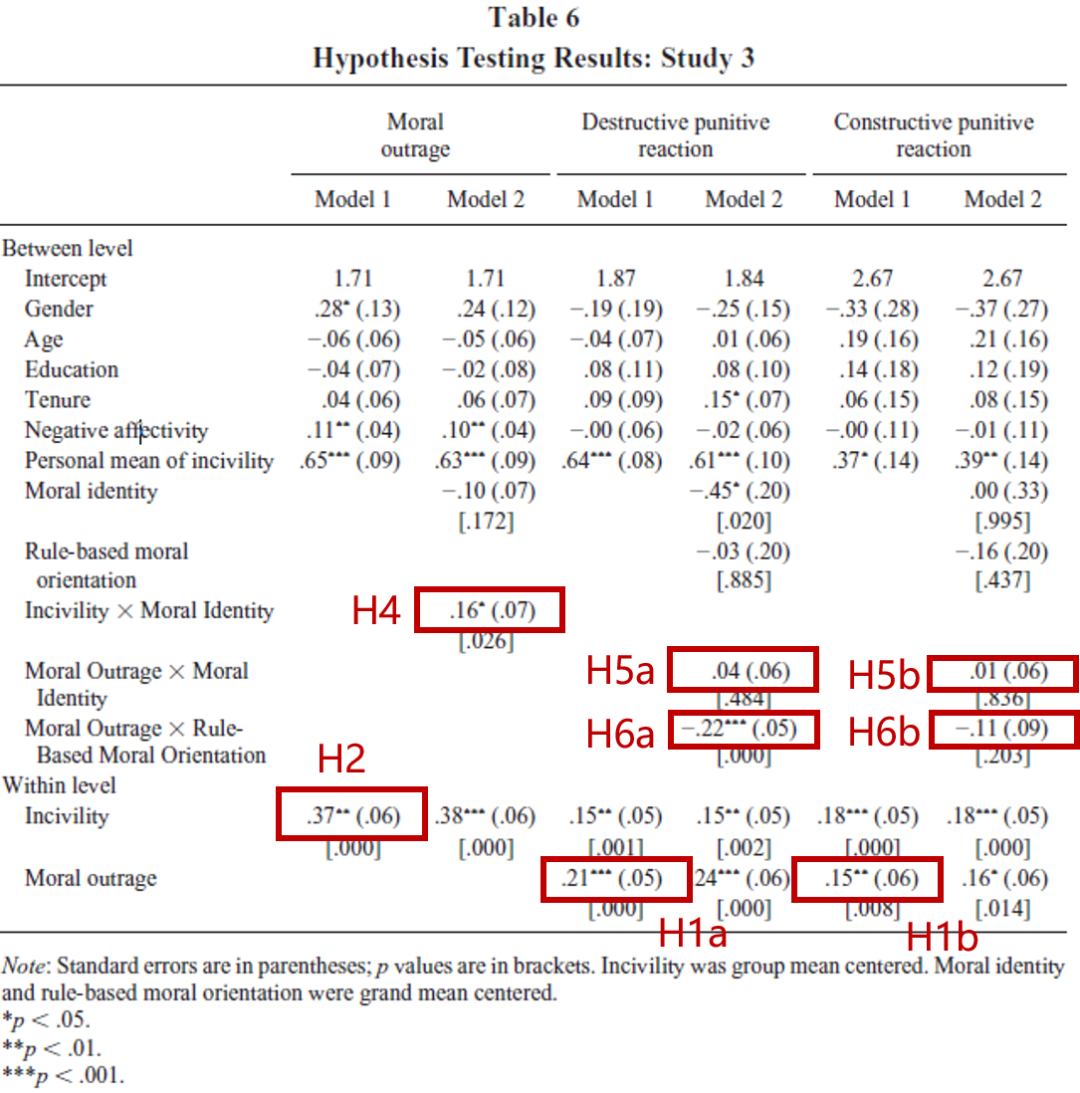 Table 6
Hypothesis Testing Results: Study 3
Moral outrage Destructive punitive reaction Constructive punitive reaction
Model 1 Model 2 Model 1 Model 2 Model 1 Model 2
Between level
Intercept 1.71 1.71 1.87 1.84 2.67 2.67
Gender .28* (.13) .24 (.12) −.19 (.19) −.25 (.15) −.33 (.28) −.37 (.27)
Age −.06 (.06) −.05 (.06) −.04 (.07) .01 (.06) .19 (.16) .21 (.16)
Education −.04 (.07) −.02 (.08) .08 (.11) .08 (.10) .14 (.18) .12 (.19)
Tenure .04 (.06) .06 (.07) .09 (.09) .15* (.07) .06 (.15) .08 (.15)
Negative affectivity .11** (.04) .10** (.04) −.00 (.06) −.02 (.06) −.00 (.11) −.01 (.11)
Personal mean of incivility .65*** (.09) .63*** (.09) .64*** (.08) .61*** (.10) .37* (.14) .39** (.14)
Moral identity −.10 (.07) −.45* (.20) .00 (.33)
[.172] [.020] [.995]
Rule-based moral −.03 (.20) −.16 (.20)
orientation [.885] [.437]
Incivility × Moral Identity H4 .16* (.07)
[.026]
Moral Outrage × Moral H5a .04 (.06) H5b .01 (.06)
Identity [.484] [.836]
Moral Outrage × Rule- H6a −.22*** (.05) H6b −.11 (.09)
Based Moral Orientation H2 [.000] [.203]
Within level
Incivility .37** (.06) .38*** (.06) .15** (.05) .15** (.05) .18*** (.05) .18*** (.05)
[.000] [.000] [.001] [.002] [.000] [.000]
Moral outrage .21*** (.05) 24*** (.06) .15** (.06) .16* (.06)
[.000] [.000] [.008] [.014]
H1a H1b
Note: Standard errors are in parentheses; p values are in brackets. Incivility was group mean centered. Moral identity
and rule-based moral orientation were grand mean centered.
*p < .05.
**p < .01.
***p < .001.